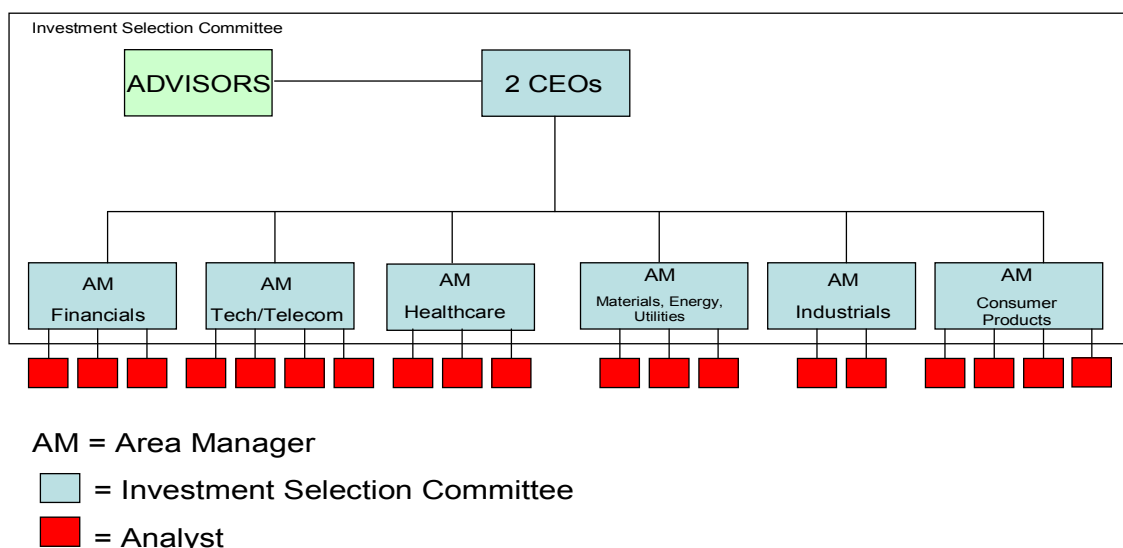 Investment Selection Committee
ADVISORS
2 CEOs
AM
Financials
AM
Tech/Telecom
AM
Healthcare
AM
Materials, Energy,
Utilities
AM
Industrials
AM
Consumer
Products
AM = Area Manager
= Investment Selection Committee
= Analyst